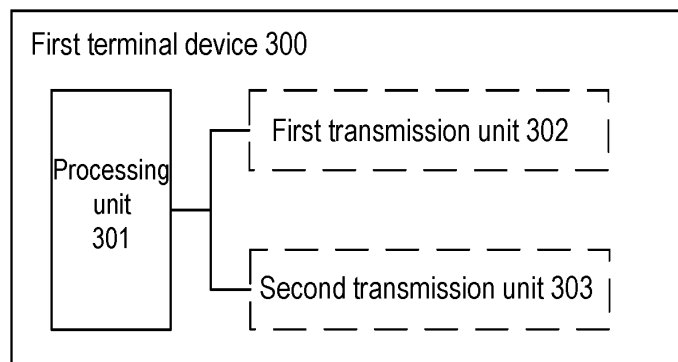 First terminal device 300
Processing
unit
301
First transmission unit 302
Second transmission unit 303